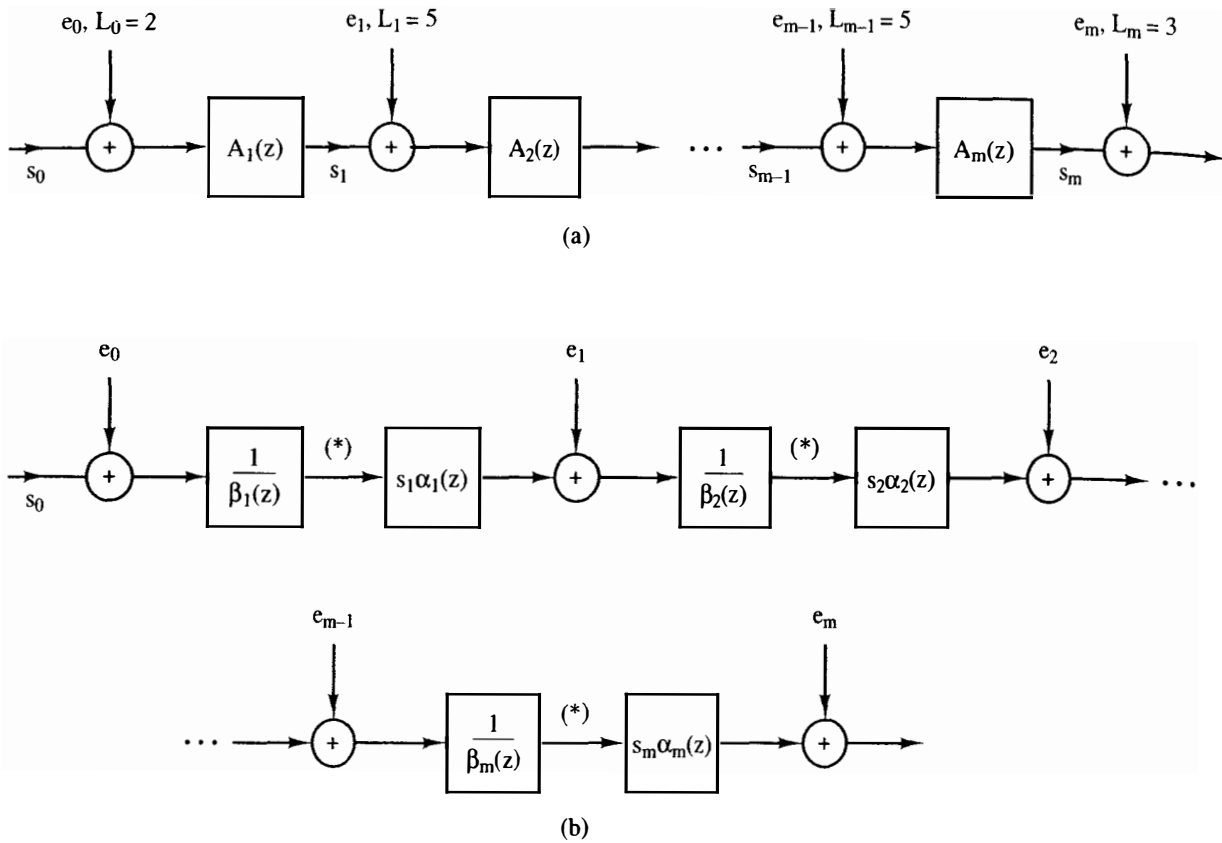 e₀, L₀ = 2 e₁, L₁ = 5 eₘ₋₁, Lₘ₋₁ = 5 eₘ, Lₘ = 3
+ A₁(z) + A₂(z) ··· + Aₘ(z) +
s₀ s₁ sₘ₋₁ sₘ
(a)
e₀ e₁ e₂
(*) (*)
+ 1/β₁(z) s₁α₁(z) + 1/β₂(z) s₂α₂(z) + ···
s₀
eₘ₋₁ eₘ
(*)
··· + 1/βₘ(z) sₘαₘ(z) +
(b)